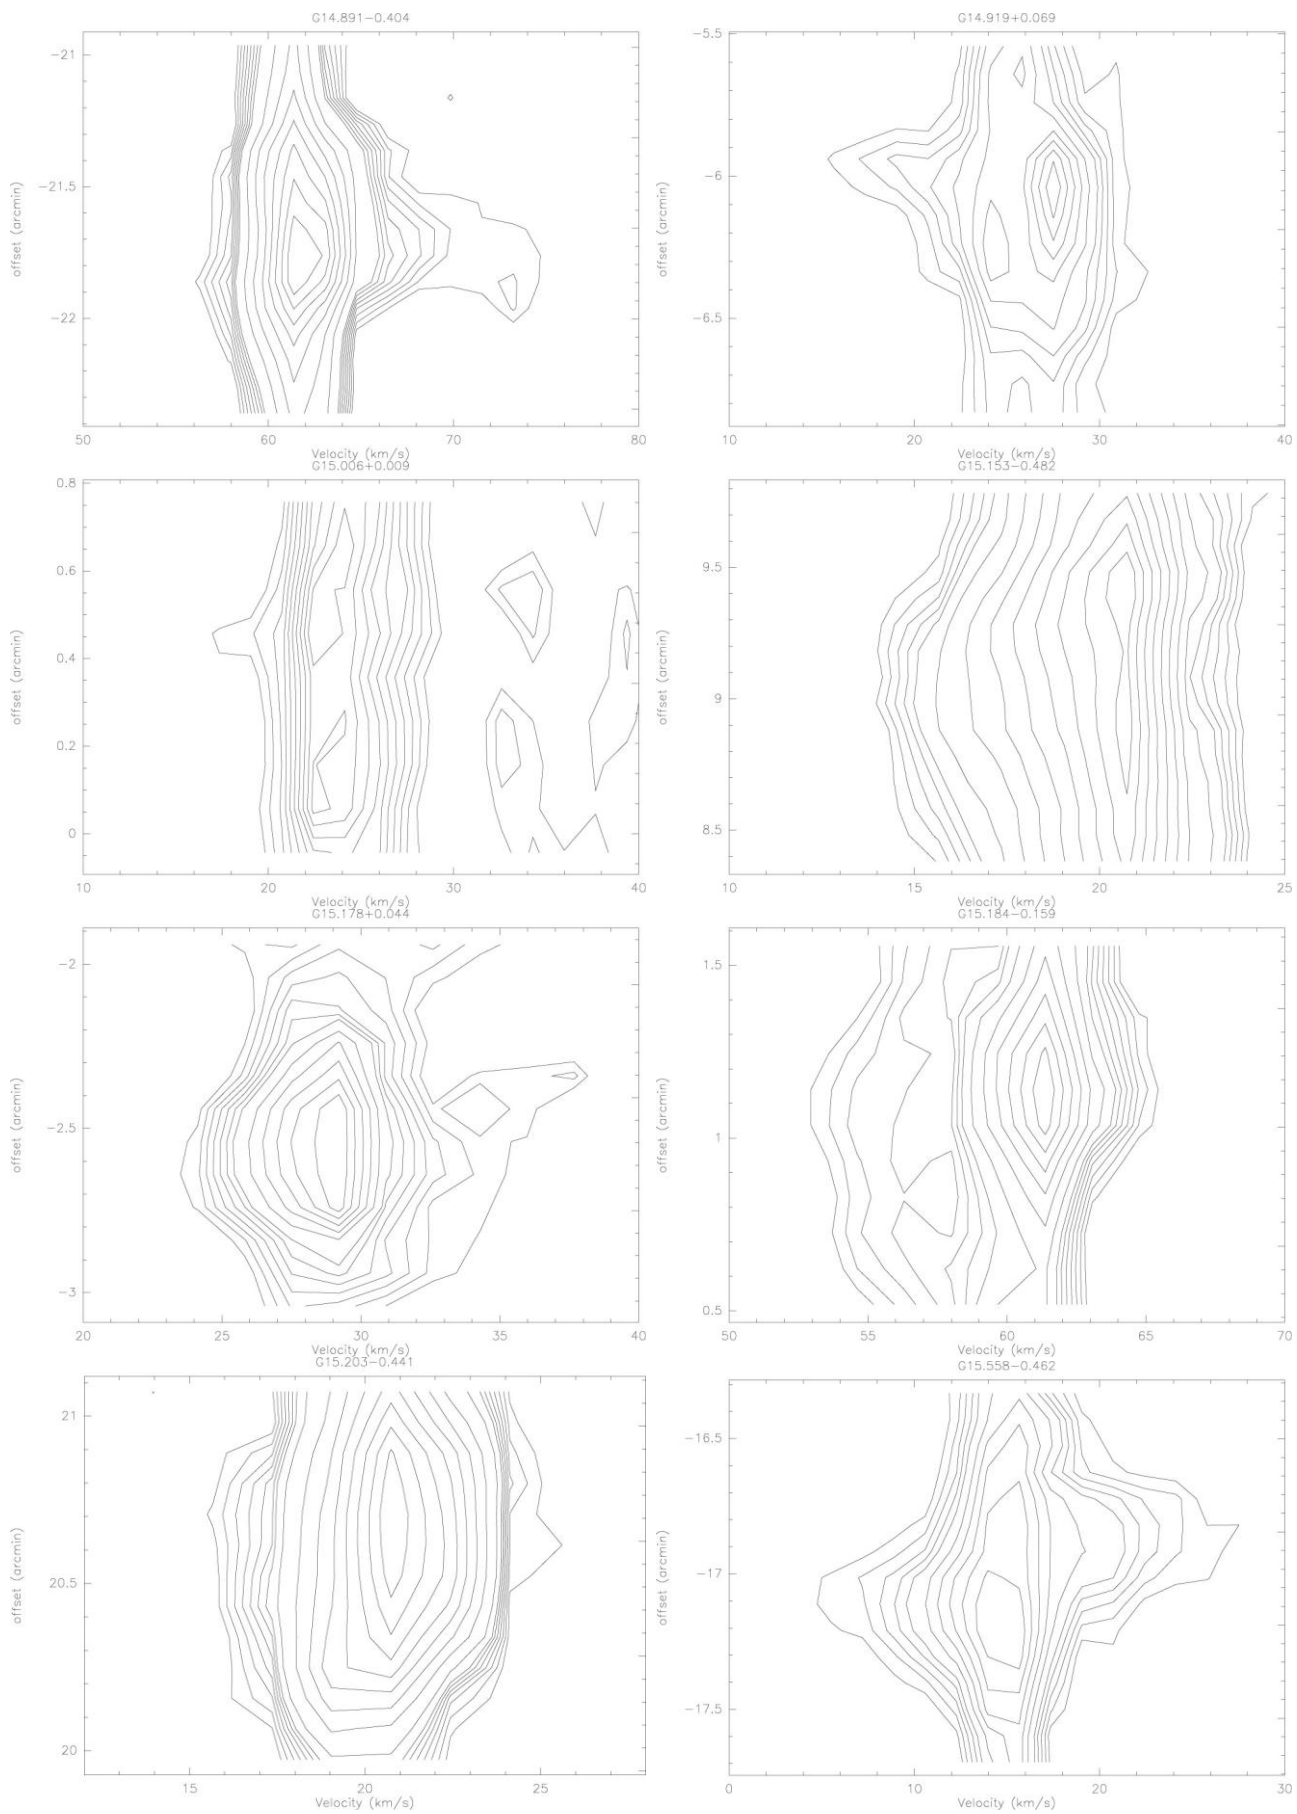 G14.891−0.404
−21
−21.5
−22
offset (arcmin)
50 60 70 80
Velocity (km/s)
G14.919+0.069
−5.5
−6
−6.5
offset (arcmin)
10 20 30 40
Velocity (km/s)
G15.006+0.009
0.8
0.6
0.4
0.2
0
offset (arcmin)
10 20 30 40
Velocity (km/s)
G15.153−0.482
9.5
9
8.5
offset (arcmin)
10 15 20 25
Velocity (km/s)
G15.178+0.044
−2
−2.5
−3
offset (arcmin)
20 25 30 35 40
Velocity (km/s)
G15.184−0.159
1.5
1
0.5
offset (arcmin)
50 55 60 65 70
Velocity (km/s)
G15.203−0.441
21
20.5
20
offset (arcmin)
15 20 25
Velocity (km/s)
G15.558−0.462
−16.5
−17
−17.5
offset (arcmin)
0 10 20 30
Velocity (km/s)